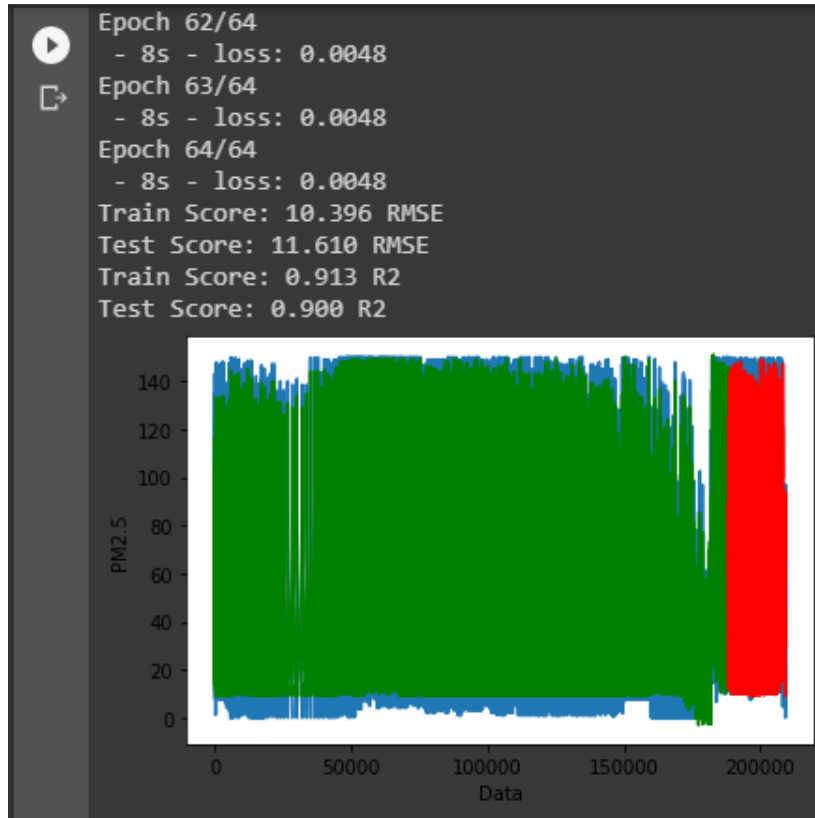 Epoch 62/64
- 8s - loss: 0.0048
Epoch 63/64
- 8s - loss: 0.0048
Epoch 64/64
- 8s - loss: 0.0048
Train Score: 10.396 RMSE
Test Score: 11.610 RMSE
Train Score: 0.913 R2
Test Score: 0.900 R2
140
120
100
80
60
40
20
0
PM2.5
0 50000 100000 150000 200000
Data